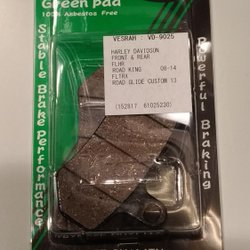 Green pad
100% Asbestos Free
VESRAH: VD-9025
HARLEY DAVIDSON
FRONT & REAR
FLHR
ROAD KING 08-14
FLTRX
ROAD GLIDE CUSTOM 13
(152817 61025230)
Stable Brake Performance
Powerful Braking